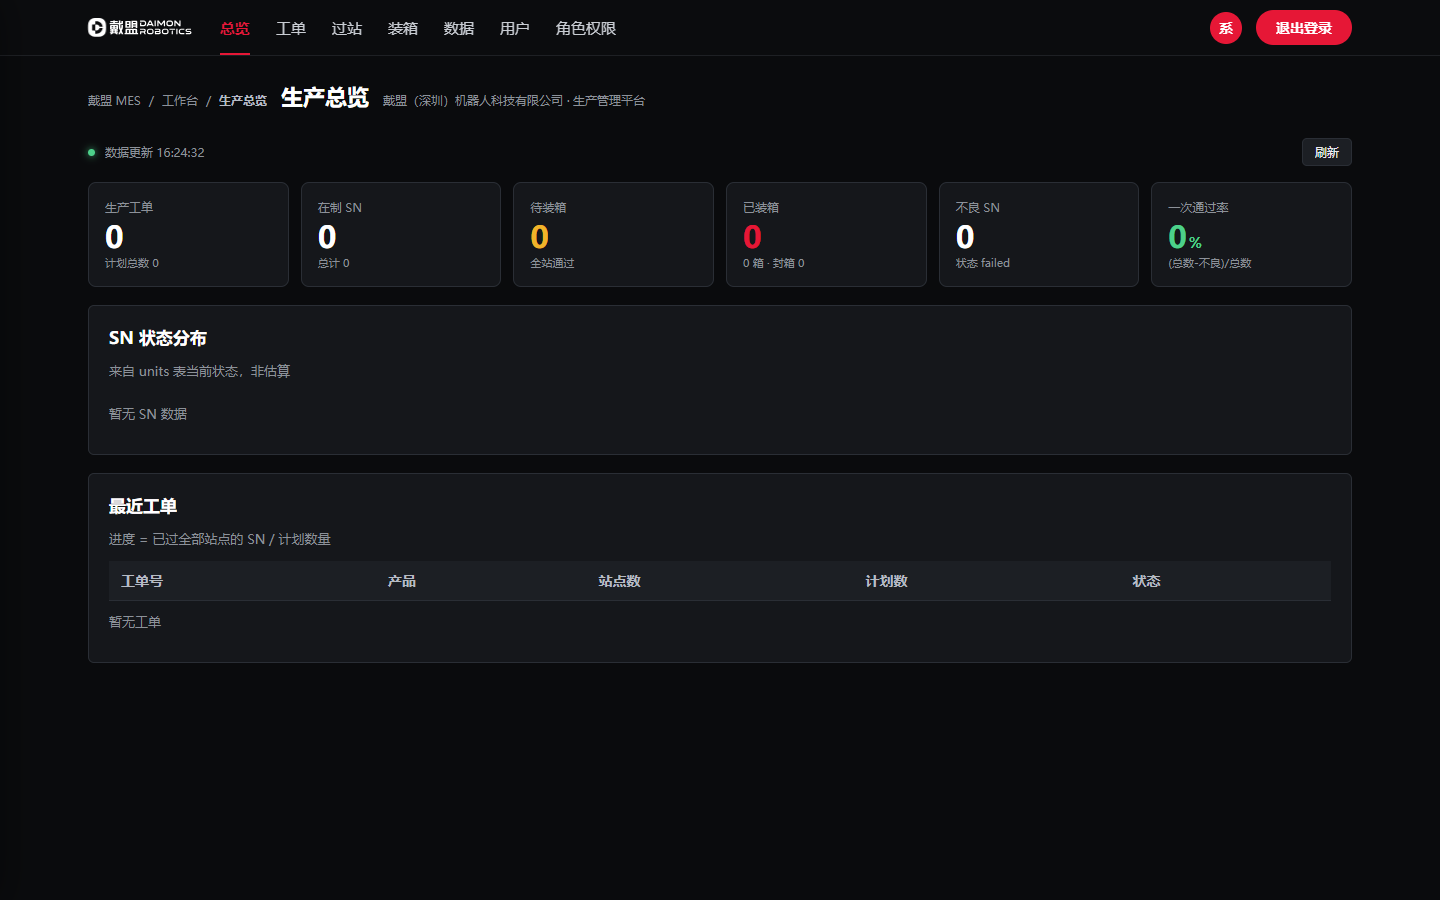 戴盟 DAIMON ROBOTICS 总览 工单 过站 装箱 数据 用户 角色权限 系 退出登录
戴盟 MES / 工作台 / 生产总览 生产总览 戴盟（深圳）机器人科技有限公司 · 生产管理平台
数据更新 16:24:32 刷新
生产工单 在制 SN 待装箱 已装箱 不良 SN 一次通过率
0 0 0 0 0 0%
计划总数 0 总计 0 全站通过 0 箱 · 封箱 0 状态 failed (总数-不良)/总数
SN 状态分布
来自 units 表当前状态，非估算
暂无 SN 数据
最近工单
进度 = 已过全部站点的 SN / 计划数量
工单号 产品 站点数 计划数 状态
暂无工单